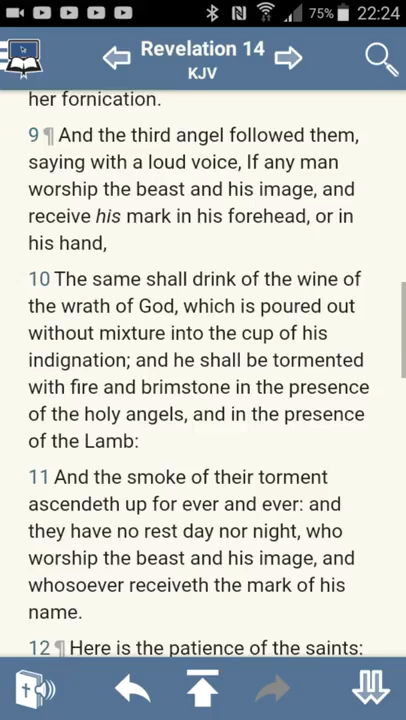 75% 22:24
Revelation 14
KJV
her fornication.
9 ¶ And the third angel followed them,
saying with a loud voice, If any man
worship the beast and his image, and
receive his mark in his forehead, or in
his hand,
10 The same shall drink of the wine of
the wrath of God, which is poured out
without mixture into the cup of his
indignation; and he shall be tormented
with fire and brimstone in the presence
of the holy angels, and in the presence
of the Lamb:
11 And the smoke of their torment
ascendeth up for ever and ever: and
they have no rest day nor night, who
worship the beast and his image, and
whosoever receiveth the mark of his
name.
12 ¶ Here is the patience of the saints: